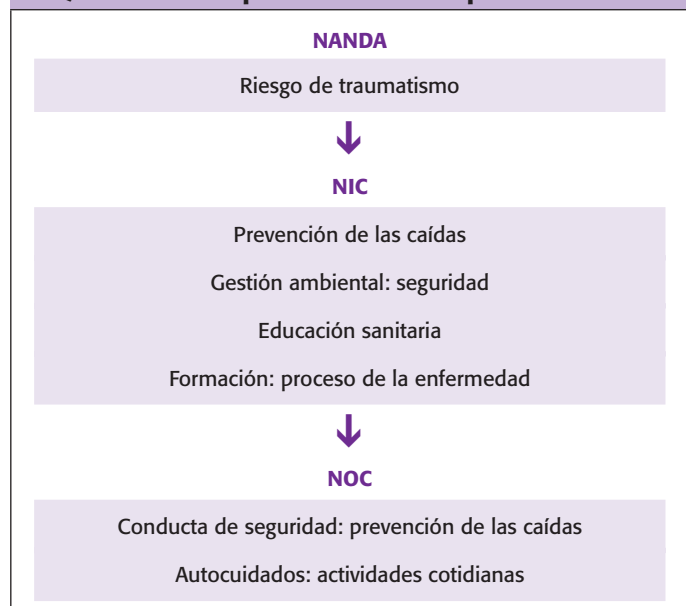 NANDA
Riesgo de traumatismo
NIC
Prevención de las caídas
Gestión ambiental: seguridad
Educación sanitaria
Formación: proceso de la enfermedad
NOC
Conducta de seguridad: prevención de las caídas
Autocuidados: actividades cotidianas